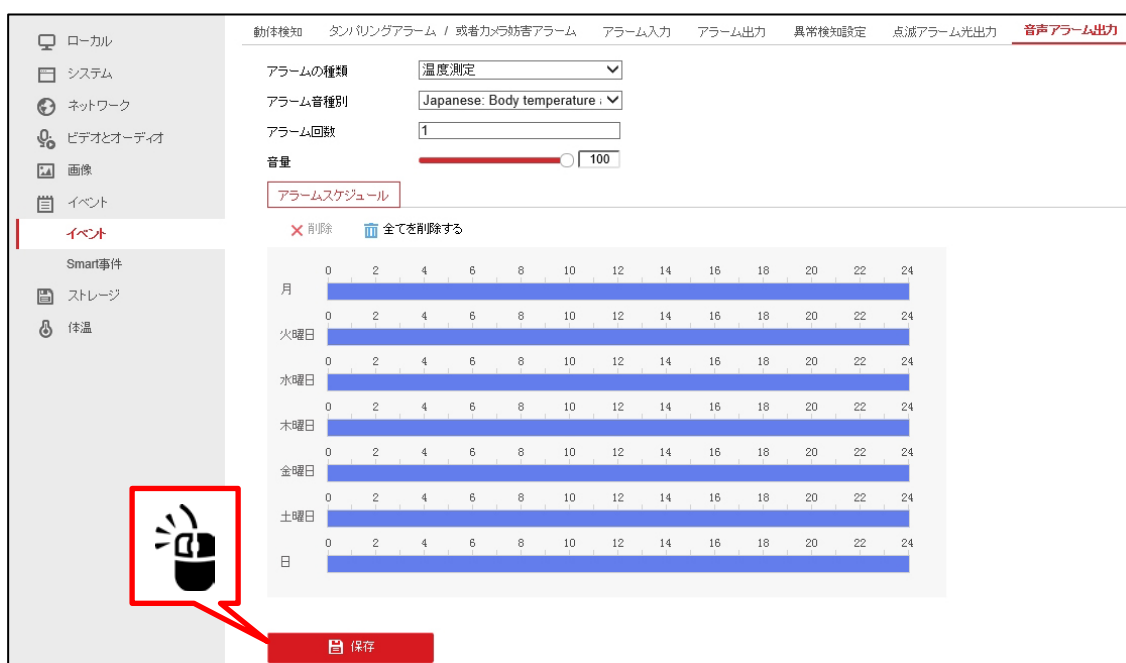 ローカル
システム
ネットワーク
ビデオとオーディオ
画像
イベント
イベント
Smart事件
ストレージ
体温
動体検知 タンパリングアラーム / 或者カメラ妨害アラーム アラーム入力 アラーム出力 異常検知設定 点滅アラーム光出力 音声アラーム出力
アラームの種類 温度測定
アラーム音種別 Japanese: Body temperature
アラーム回数 1
音量 100
アラームスケジュール
削除 全てを削除する
0 2 4 6 8 10 12 14 16 18 20 22 24
月
0 2 4 6 8 10 12 14 16 18 20 22 24
火曜日
0 2 4 6 8 10 12 14 16 18 20 22 24
水曜日
0 2 4 6 8 10 12 14 16 18 20 22 24
木曜日
0 2 4 6 8 10 12 14 16 18 20 22 24
金曜日
0 2 4 6 8 10 12 14 16 18 20 22 24
土曜日
0 2 4 6 8 10 12 14 16 18 20 22 24
日
保存